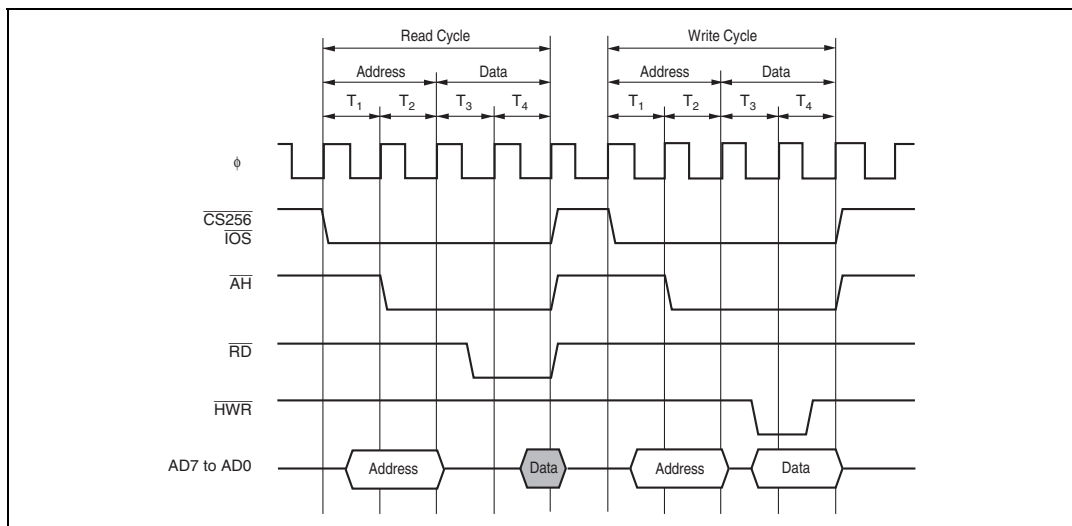 Read Cycle Write Cycle
Address Data Address Data
T1 T2 T3 T4 T1 T2 T3 T4
φ
CS256
IOS
AH
RD
HWR
AD7 to AD0 Address Data Address Data